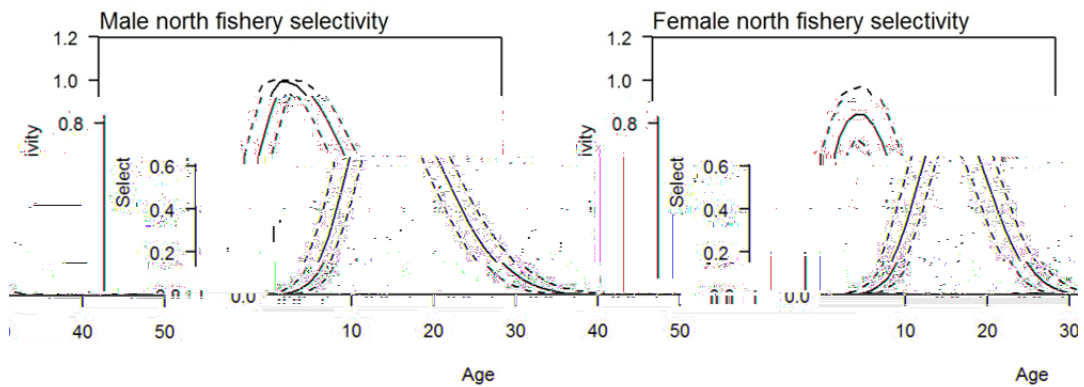 Male north fishery selectivity Female north fishery selectivity
1.2 1.2
1.0 1.0
0.8 0.8
ivity ivity
0.6 0.6
Select Select
0.4 0.4
0.2 0.2
0.0 0.0
40 50 10 20 30 40 50 10 20 30
Age Age